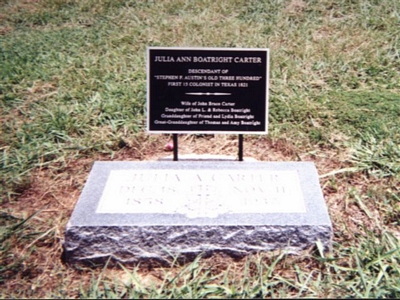 JULIA ANN BOATRIGHT CARTER
DESCENDANT OF
"STEPHEN F. AUSTIN'S OLD THREE HUNDRED"
FIRST 15 COLONIST IN TEXAS 1821
Wife of John Bruce Carter
Daughter of John L. & Rebecca Boatright
Granddaughter of Friend and Lydia Boatright
Great-Granddaughter of Thomas and Amy Boatright
JULIA A. CARTER
1838